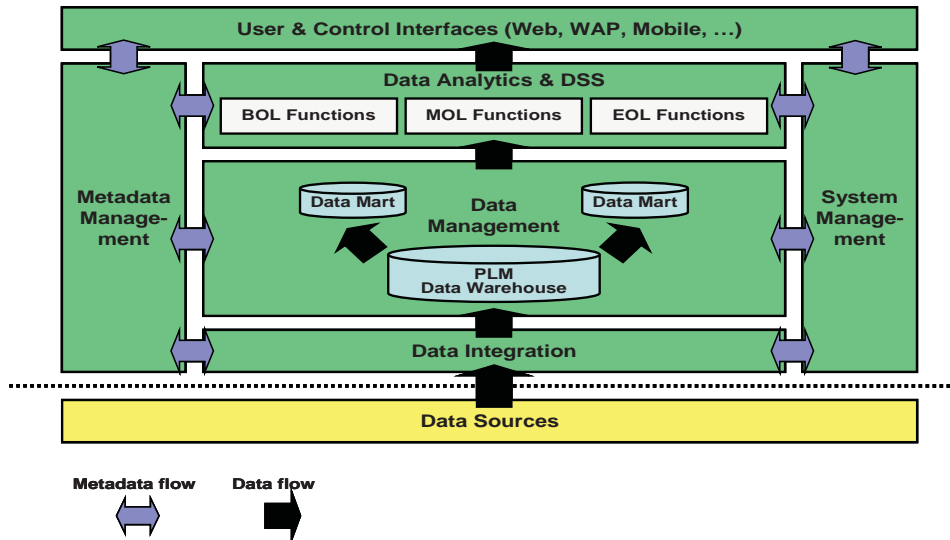 User & Control Interfaces (Web, WAP, Mobile, ...)
Data Analytics & DSS
BOL Functions
MOL Functions
EOL Functions
Metadata
Manage-
ment
Data Mart
Data
Management
Data Mart
System
Manage-
ment
PLM
Data Warehouse
Data Integration
Data Sources
Metadata flow
Data flow